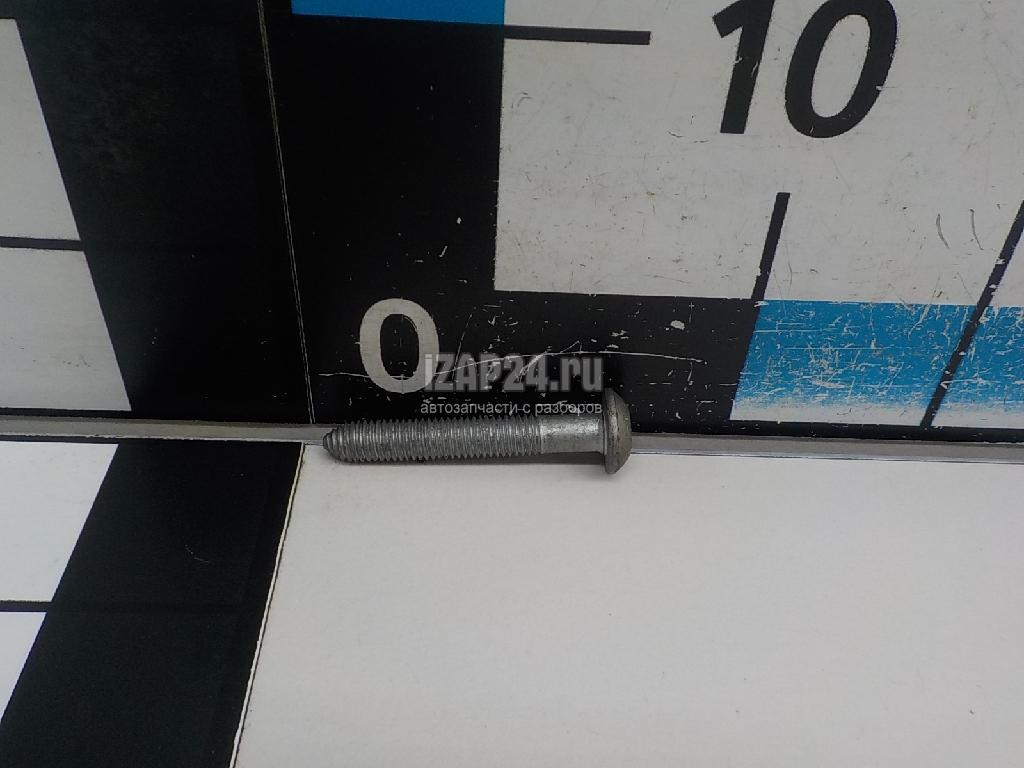 10
0
iZAP24.ru
автозапчасти с разборов